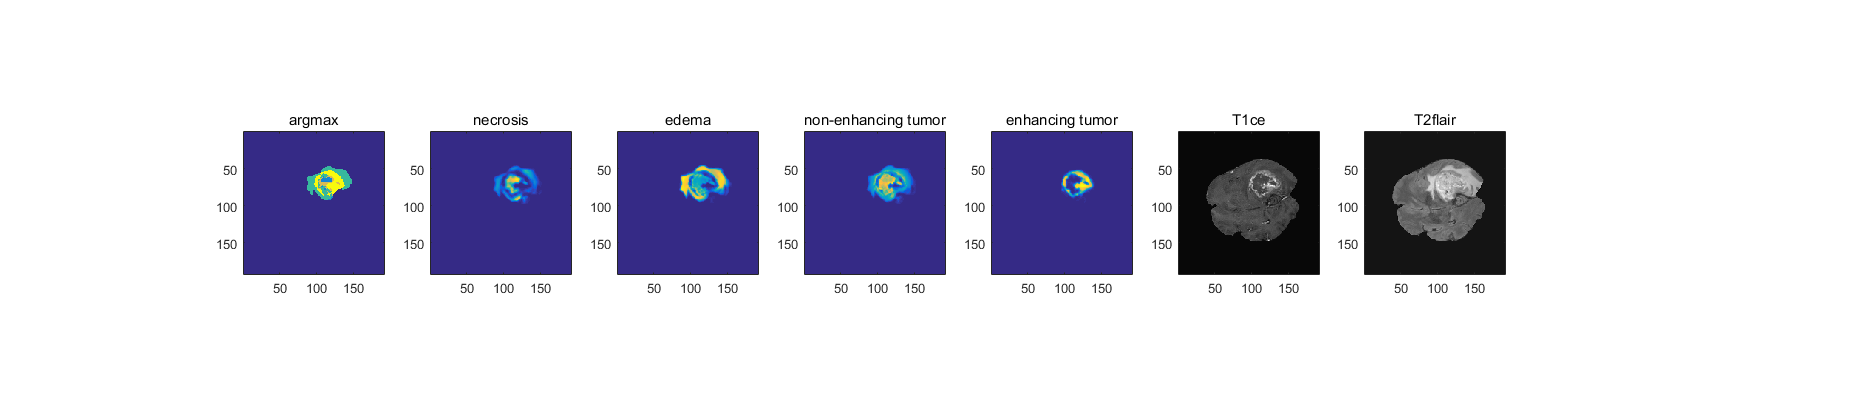 argmax necrosis edema non-enhancing tumor enhancing tumor T1ce T2flair
50 50 50 50 50 50 50
100 100 100 100 100 100 100
150 150 150 150 150 150 150
50 100 150 50 100 150 50 100 150 50 100 150 50 100 150 50 100 150 50 100 150